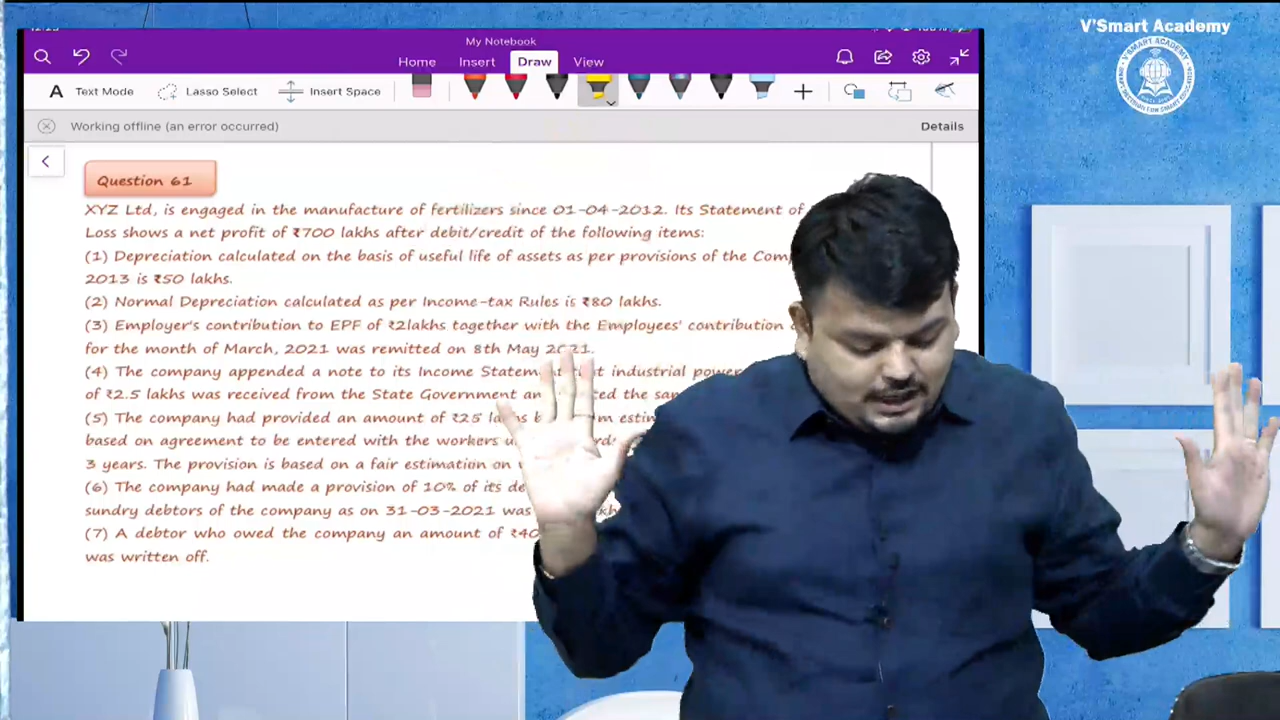 V'Smart Academy
My Notebook
Home Insert Draw View
Text Mode Lasso Select Insert Space
Working offline (an error occurred) Details
Question 61
XYZ Ltd, is engaged in the manufacture of fertilizers since 01-04-2012. Its Statement of
Loss shows a net profit of ₹700 lakhs after debit/credit of the following items:
(1) Depreciation calculated on the basis of useful life of assets as per provisions of the
2013 is ₹50 lakhs.
(2) Normal Depreciation calculated as per Income-tax Rules is ₹80 lakhs.
(3) Employer's contribution to EPF of ₹2lakhs together with the Employees' contribution
for the month of March, 2021 was remitted on 8th May 2021.
(4) The company appended a note to its Income industrial power
of ₹2.5 lakhs was received from the State Government
(5) The company had provided an amount of ₹25
based on agreement to be entered with the workers
3 years. The provision is based on a fair estimation on
(6) The company had made a provision of 10% of its
sundry debtors of the company as on 31-03-2021 was
(7) A debtor who owed the company an amount of
was written off.